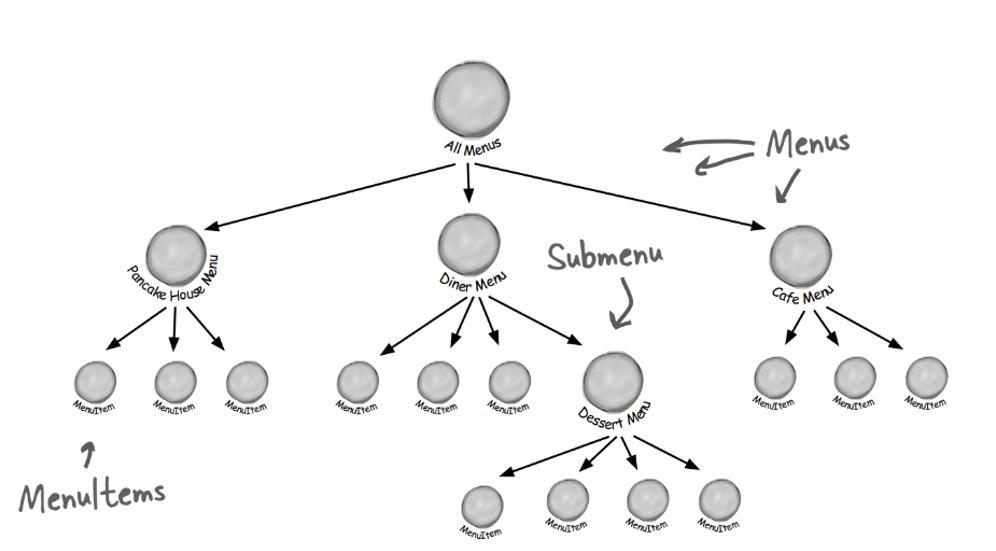 All Menus
Menus
Pancake House Menu
Diner Menu
Submenu
Cafe Menu
MenuItem
MenuItem
MenuItem
MenuItem
MenuItem
MenuItem
Dessert Menu
MenuItem
MenuItem
MenuItem
MenuItems
MenuItem
MenuItem
MenuItem
MenuItem